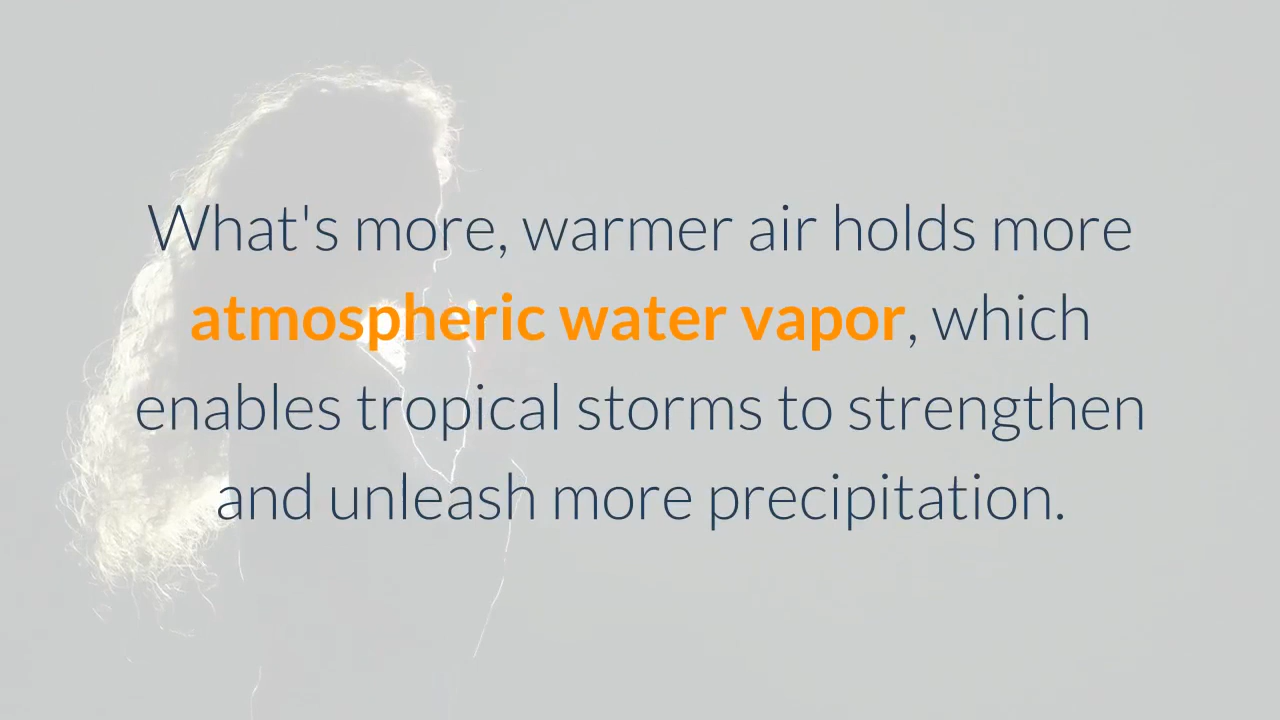 What's more, warmer air holds more
atmospheric water vapor, which
enables tropical storms to strengthen
and unleash more precipitation.